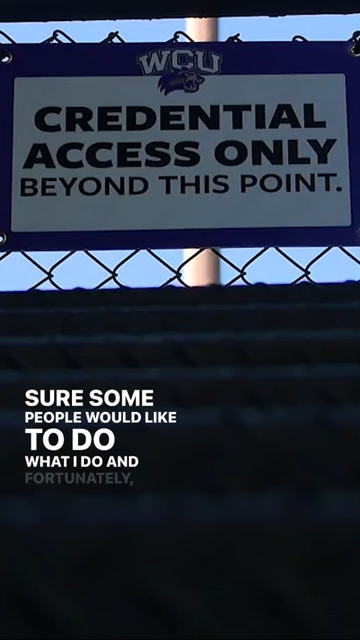 WCU
CREDENTIAL
ACCESS ONLY
BEYOND THIS POINT.
SURE SOME
PEOPLE WOULD LIKE
TO DO
WHAT I DO AND
FORTUNATELY,